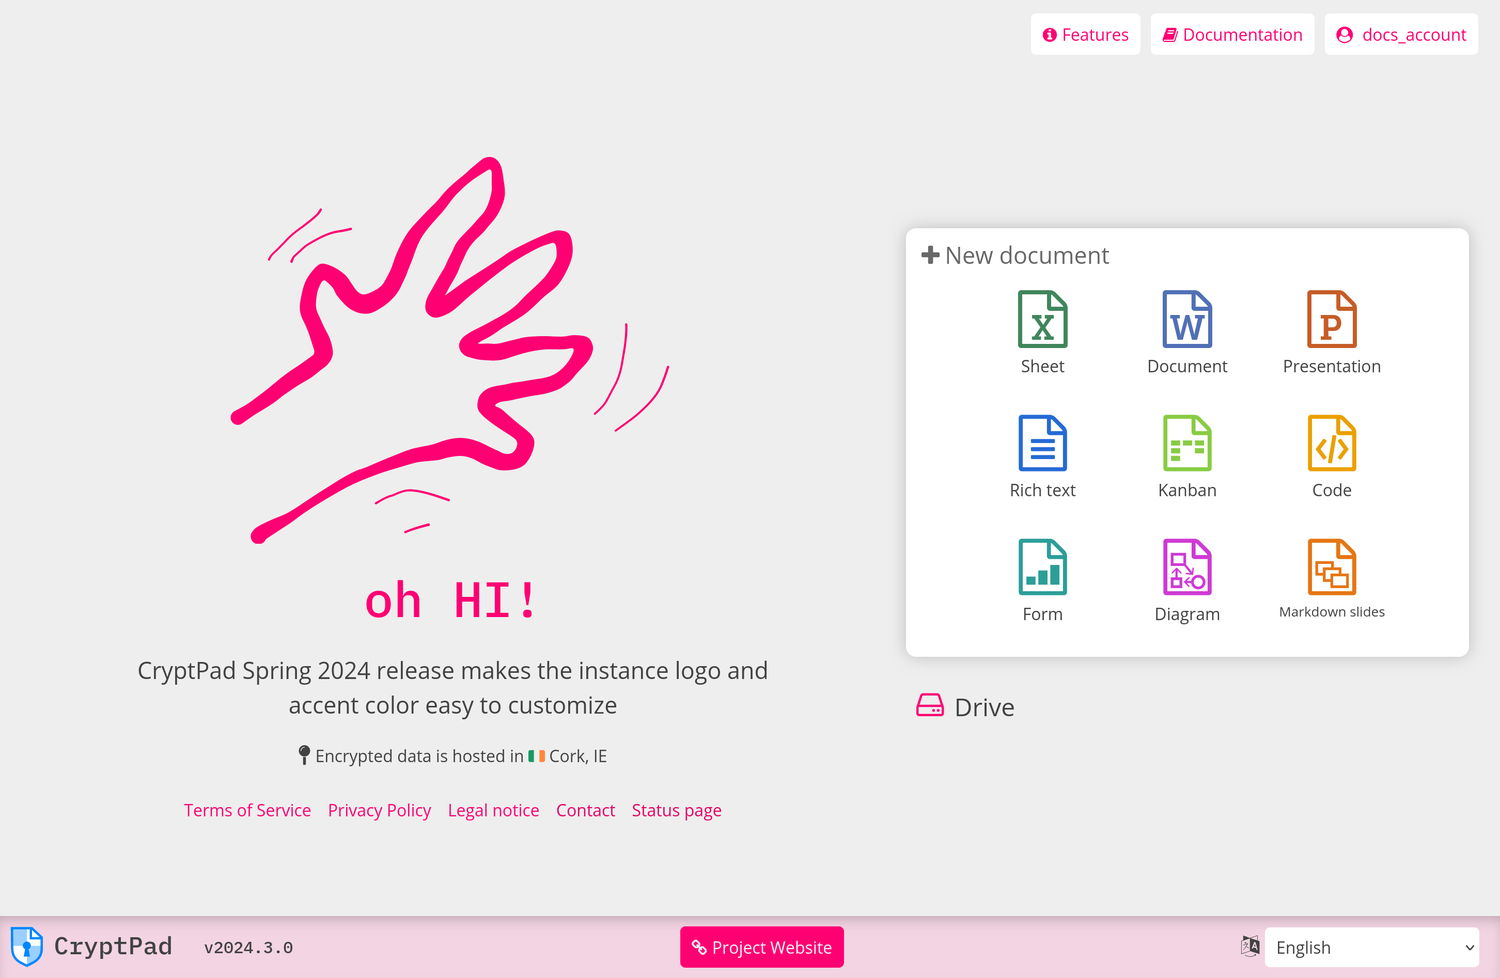 Features
Documentation
docs_account
oh HI!
CryptPad Spring 2024 release makes the instance logo and
accent color easy to customize
Encrypted data is hosted in 🇮🇪 Cork, IE
Terms of Service Privacy Policy Legal notice Contact Status page
New document
X W P
Sheet Document Presentation
Rich text Kanban Code
Form Diagram Markdown slides
Drive
CryptPad v2024.3.0
Project Website
English